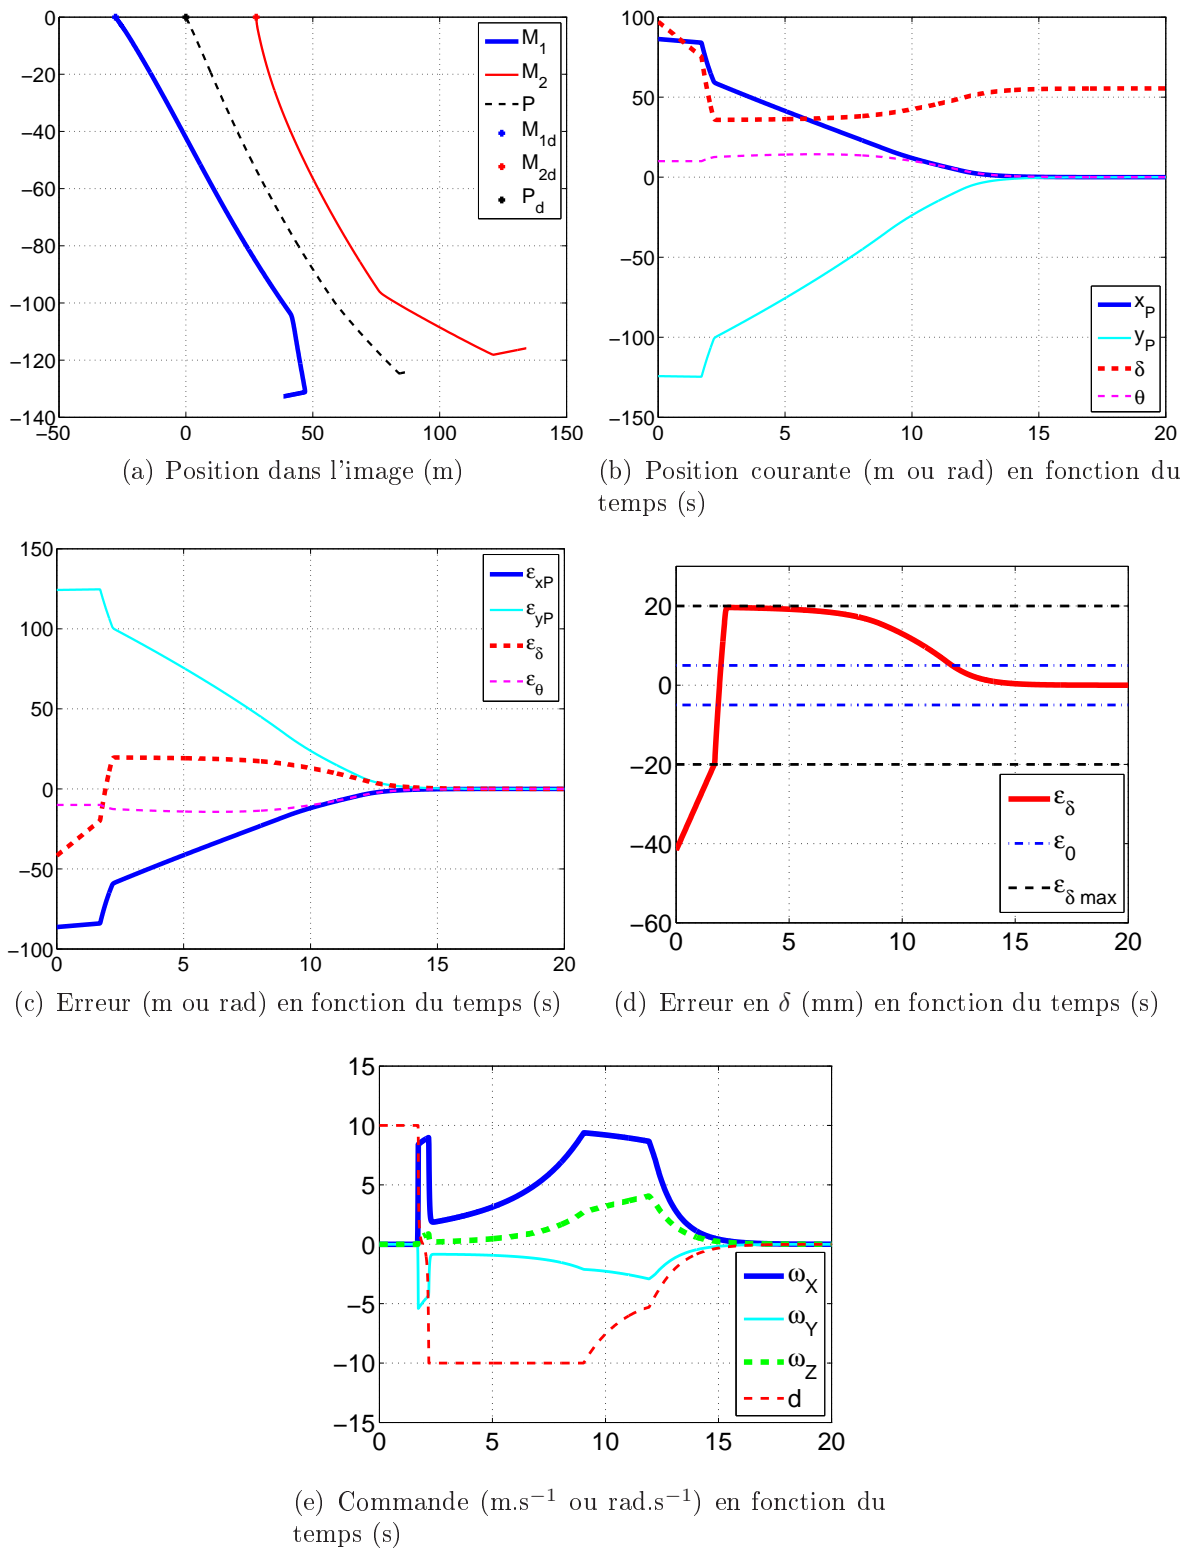 0
−20
−40
−60
−80
−100
−120
−140
−50 0 50 100 150
M1
M2
P
M1d
M2d
Pd
(a) Position dans l'image (m)
100
50
0
−50
−100
−150
0 5 10 15 20
xP
yP
δ
θ
(b) Position courante (m ou rad) en fonction du
temps (s)
150
100
50
0
−50
−100
0 5 10 15 20
εxP
εyP
εδ
εθ
(c) Erreur (m ou rad) en fonction du temps (s)
20
0
−20
−40
−60
0 5 10 15 20
εδ
ε0
εδ max
(d) Erreur en δ (mm) en fonction du temps (s)
15
10
5
0
−5
−10
−15
0 5 10 15 20
ωX
ωY
ωZ
d
(e) Commande (m.s⁻¹ ou rad.s⁻¹) en fonction du
temps (s)